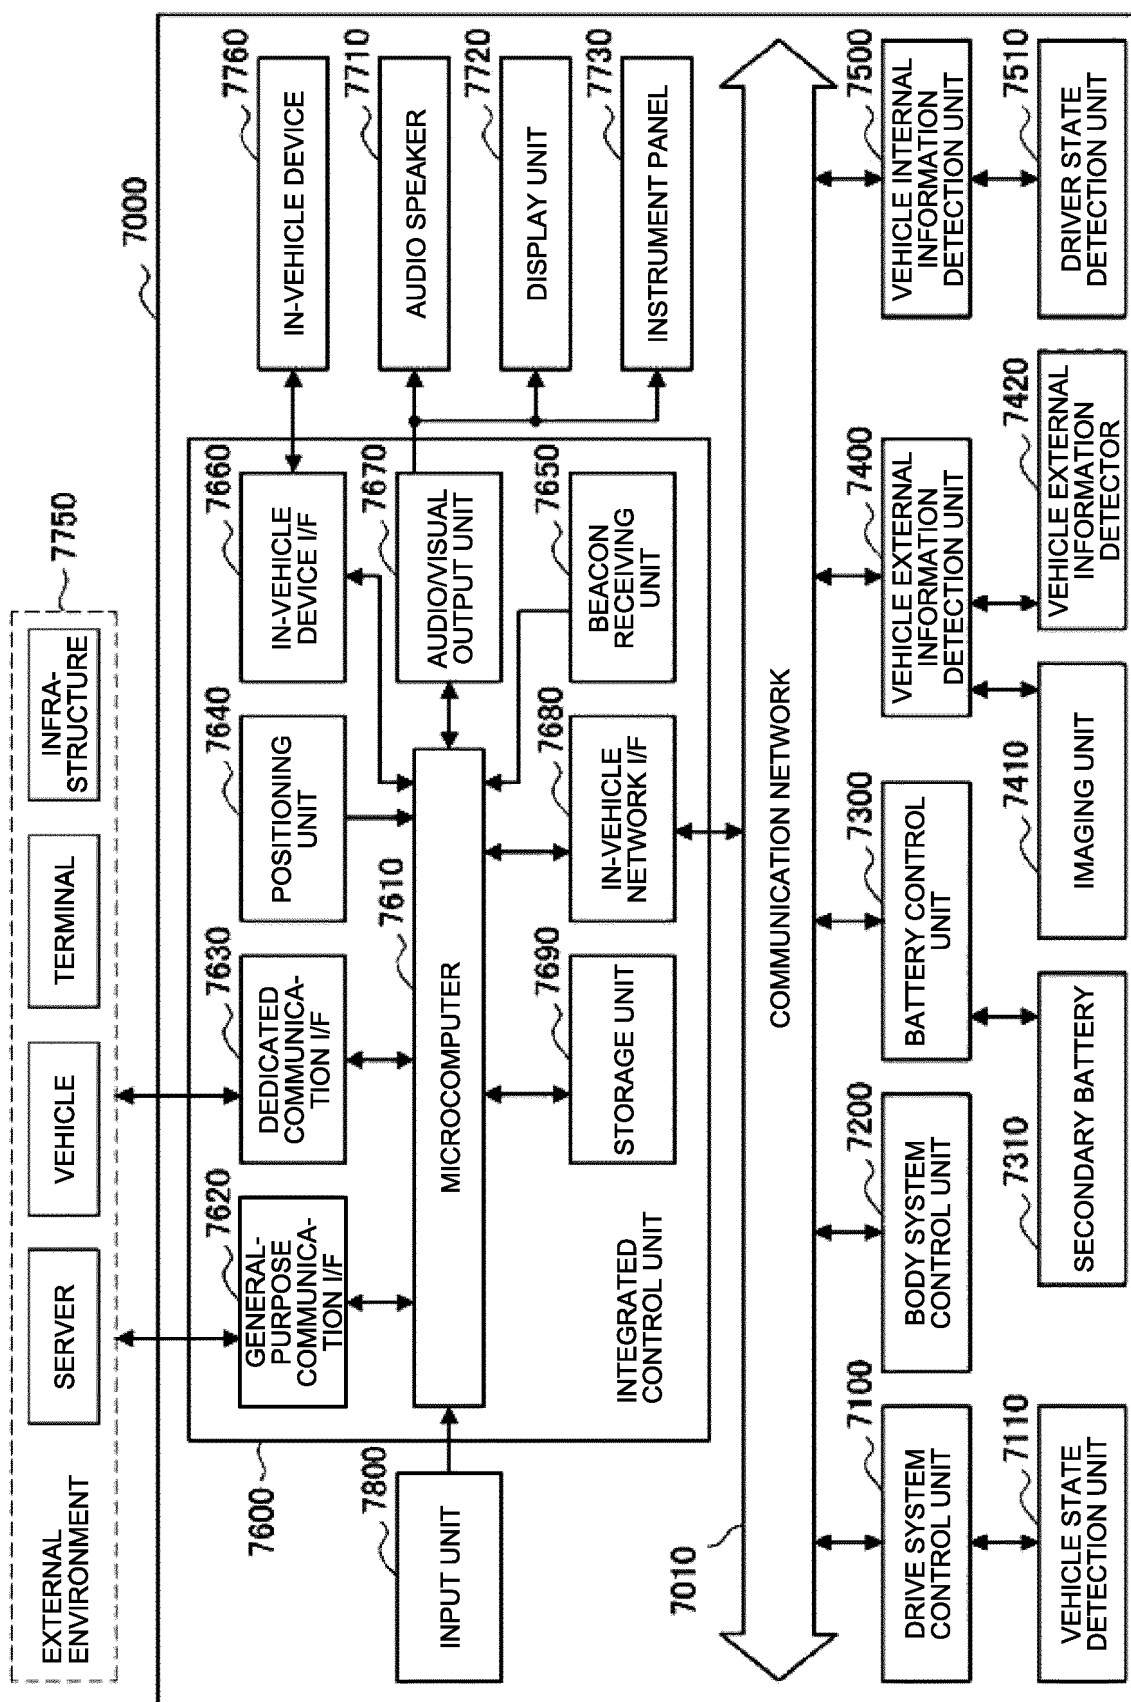 7000
EXTERNAL
ENVIRONMENT
SERVER
VEHICLE
TERMINAL
INFRA-
STRUCTURE
7750
7600
7620
GENERAL-
PURPOSE
COMMUNICA-
TION I/F
7630
DEDICATED
COMMUNICA-
TION I/F
7640
POSITIONING
UNIT
7660
IN-VEHICLE
DEVICE I/F
7760
IN-VEHICLE DEVICE
7800
INPUT UNIT
7610
MICROCOMPUTER
7670
AUDIO/VISUAL
OUTPUT UNIT
7710
AUDIO SPEAKER
7720
DISPLAY UNIT
7730
INSTRUMENT PANEL
INTEGRATED
CONTROL UNIT
7690
STORAGE UNIT
7680
IN-VEHICLE
NETWORK I/F
7650
BEACON
RECEIVING
UNIT
7010
COMMUNICATION NETWORK
7100
DRIVE SYSTEM
CONTROL UNIT
7200
BODY SYSTEM
CONTROL UNIT
7300
BATTERY CONTROL
UNIT
7400
VEHICLE EXTERNAL
INFORMATION
DETECTION UNIT
7500
VEHICLE INTERNAL
INFORMATION
DETECTION UNIT
7110
VEHICLE STATE
DETECTION UNIT
7310
SECONDARY BATTERY
7410
IMAGING UNIT
7420
VEHICLE EXTERNAL
INFORMATION
DETECTOR
7510
DRIVER STATE
DETECTION UNIT